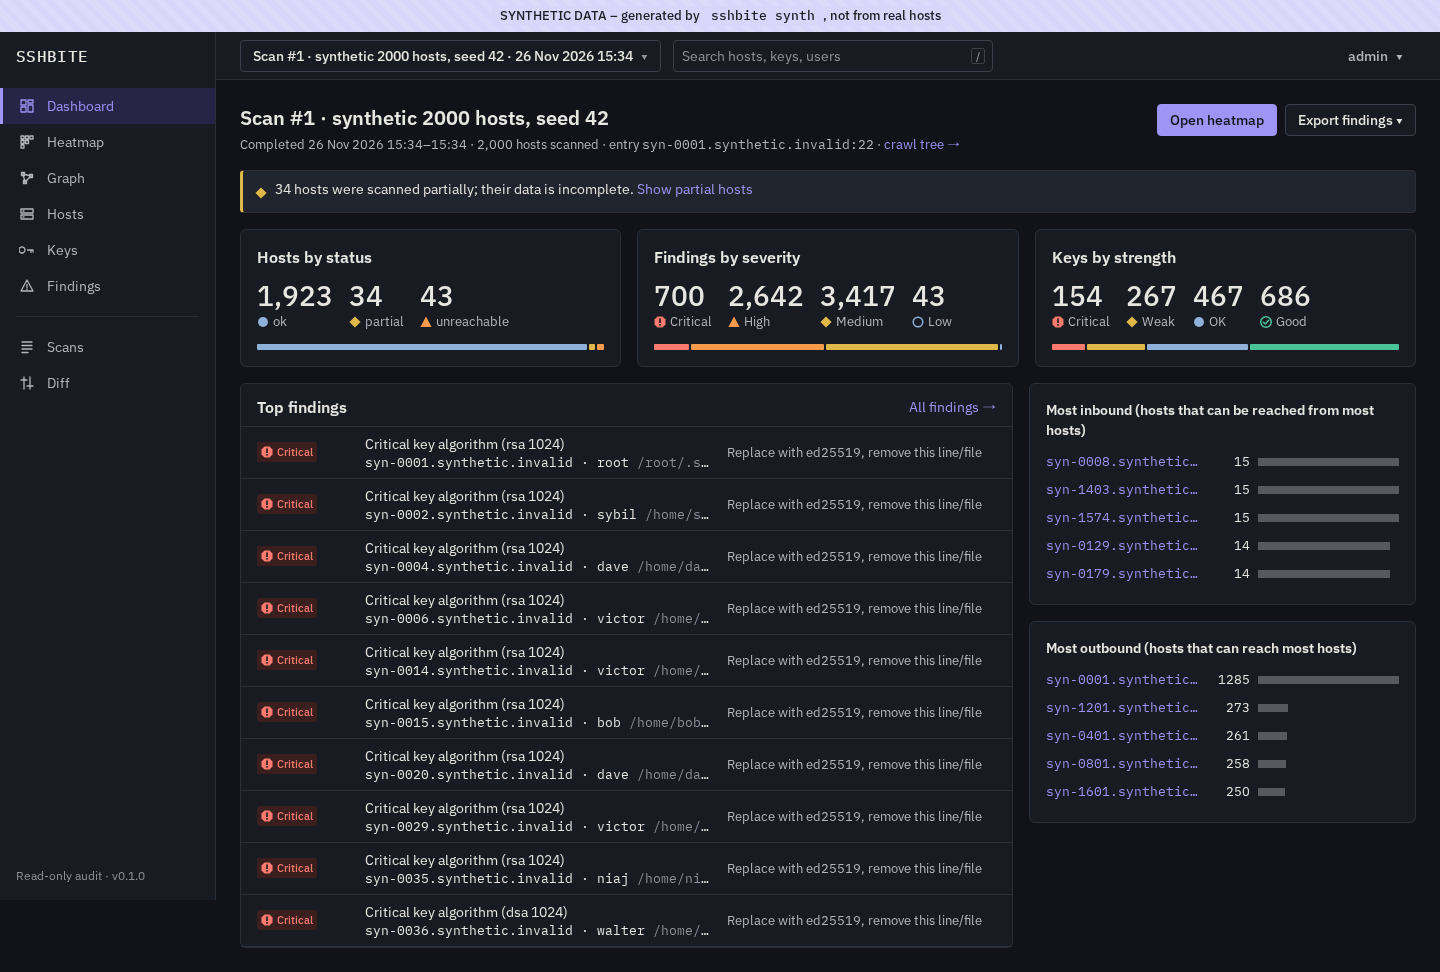 SYNTHETIC DATA – generated by sshbite synth , not from real hosts
SSHBITE
Scan #1 · synthetic 2000 hosts, seed 42 · 26 Nov 2026 15:34 ▾
Search hosts, keys, users /
admin ▾
Dashboard
Heatmap
Graph
Hosts
Keys
Findings
Scans
Diff
Read-only audit · v0.1.0
Scan #1 · synthetic 2000 hosts, seed 42
Completed 26 Nov 2026 15:34–15:34 · 2,000 hosts scanned · entry syn-0001.synthetic.invalid:22 · crawl tree →
Open heatmap
Export findings ▾
34 hosts were scanned partially; their data is incomplete. Show partial hosts
Hosts by status
1,923 34 43
ok partial unreachable
Findings by severity
700 2,642 3,417 43
Critical High Medium Low
Keys by strength
154 267 467 686
Critical Weak OK Good
Top findings
All findings →
Critical key algorithm (rsa 1024)
Critical
syn-0001.synthetic.invalid · root /root/.s…
Replace with ed25519, remove this line/file
Critical key algorithm (rsa 1024)
Critical
syn-0002.synthetic.invalid · sybil /home/s…
Replace with ed25519, remove this line/file
Critical key algorithm (rsa 1024)
Critical
syn-0004.synthetic.invalid · dave /home/da…
Replace with ed25519, remove this line/file
Critical key algorithm (rsa 1024)
Critical
syn-0006.synthetic.invalid · victor /home/…
Replace with ed25519, remove this line/file
Critical key algorithm (rsa 1024)
Critical
syn-0014.synthetic.invalid · victor /home/…
Replace with ed25519, remove this line/file
Critical key algorithm (rsa 1024)
Critical
syn-0015.synthetic.invalid · bob /home/bob…
Replace with ed25519, remove this line/file
Critical key algorithm (rsa 1024)
Critical
syn-0020.synthetic.invalid · dave /home/da…
Replace with ed25519, remove this line/file
Critical key algorithm (rsa 1024)
Critical
syn-0029.synthetic.invalid · victor /home/…
Replace with ed25519, remove this line/file
Critical key algorithm (rsa 1024)
Critical
syn-0035.synthetic.invalid · niaj /home/ni…
Replace with ed25519, remove this line/file
Critical key algorithm (dsa 1024)
Critical
syn-0036.synthetic.invalid · walter /home/…
Replace with ed25519, remove this line/file
Most inbound (hosts that can be reached from most
hosts)
syn-0008.synthetic… 15
syn-1403.synthetic… 15
syn-1574.synthetic… 15
syn-0129.synthetic… 14
syn-0179.synthetic… 14
Most outbound (hosts that can reach most hosts)
syn-0001.synthetic… 1285
syn-1201.synthetic… 273
syn-0401.synthetic… 261
syn-0801.synthetic… 258
syn-1601.synthetic… 250